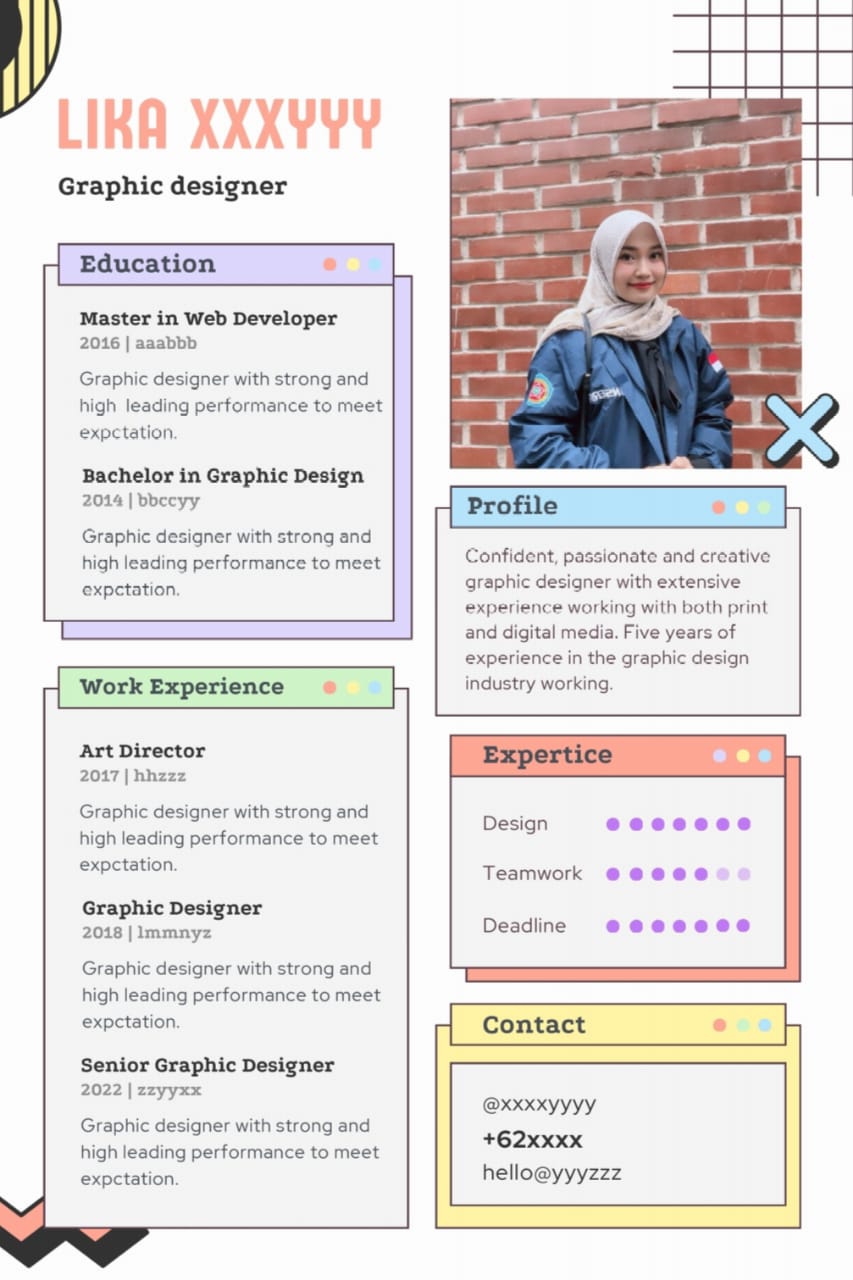 LIKA XXXYYY
Graphic designer
Education
Master in Web Developer
2016 | aaabbb
Graphic designer with strong and
high leading performance to meet
expctation.
Bachelor in Graphic Design
2014 | bbccyy
Graphic designer with strong and
high leading performance to meet
expctation.
Work Experience
Art Director
2017 | hhzzz
Graphic designer with strong and
high leading performance to meet
expctation.
Graphic Designer
2018 | lmmnyz
Graphic designer with strong and
high leading performance to meet
expctation.
Senior Graphic Designer
2022 | zzyyxx
Graphic designer with strong and
high leading performance to meet
expctation.
Profile
Confident, passionate and creative
graphic designer with extensive
experience working with both print
and digital media. Five years of
experience in the graphic design
industry working.
Expertice
Design
Teamwork
Deadline
Contact
@xxxxyyyy
+62xxxx
hello@yyyzzz